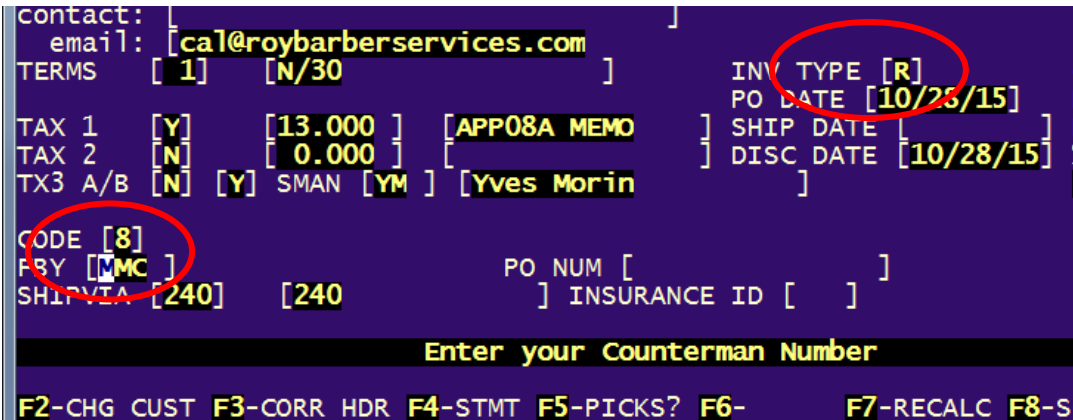 contact: [ ]
email: [cal@roybarberservices.com
TERMS [ 1] [N/30 ] INV TYPE [R]
PO DATE [10/28/15]
TAX 1 [Y] [13.000 ] [APP08A MEMO ] SHIP DATE [ ]
TAX 2 [N] [ 0.000 ] [ ] DISC DATE [10/28/15]
TX3 A/B [N] [Y] SMAN [YM ] [Yves Morin ]
CODE [8]
FBY [MMC ] PO NUM [ ]
SHIPVIA [240] [240 ] INSURANCE ID [ ]
Enter your Counterman Number
F2-CHG CUST F3-CORR HDR F4-STMT F5-PICKS? F6- F7-RECALC F8-S